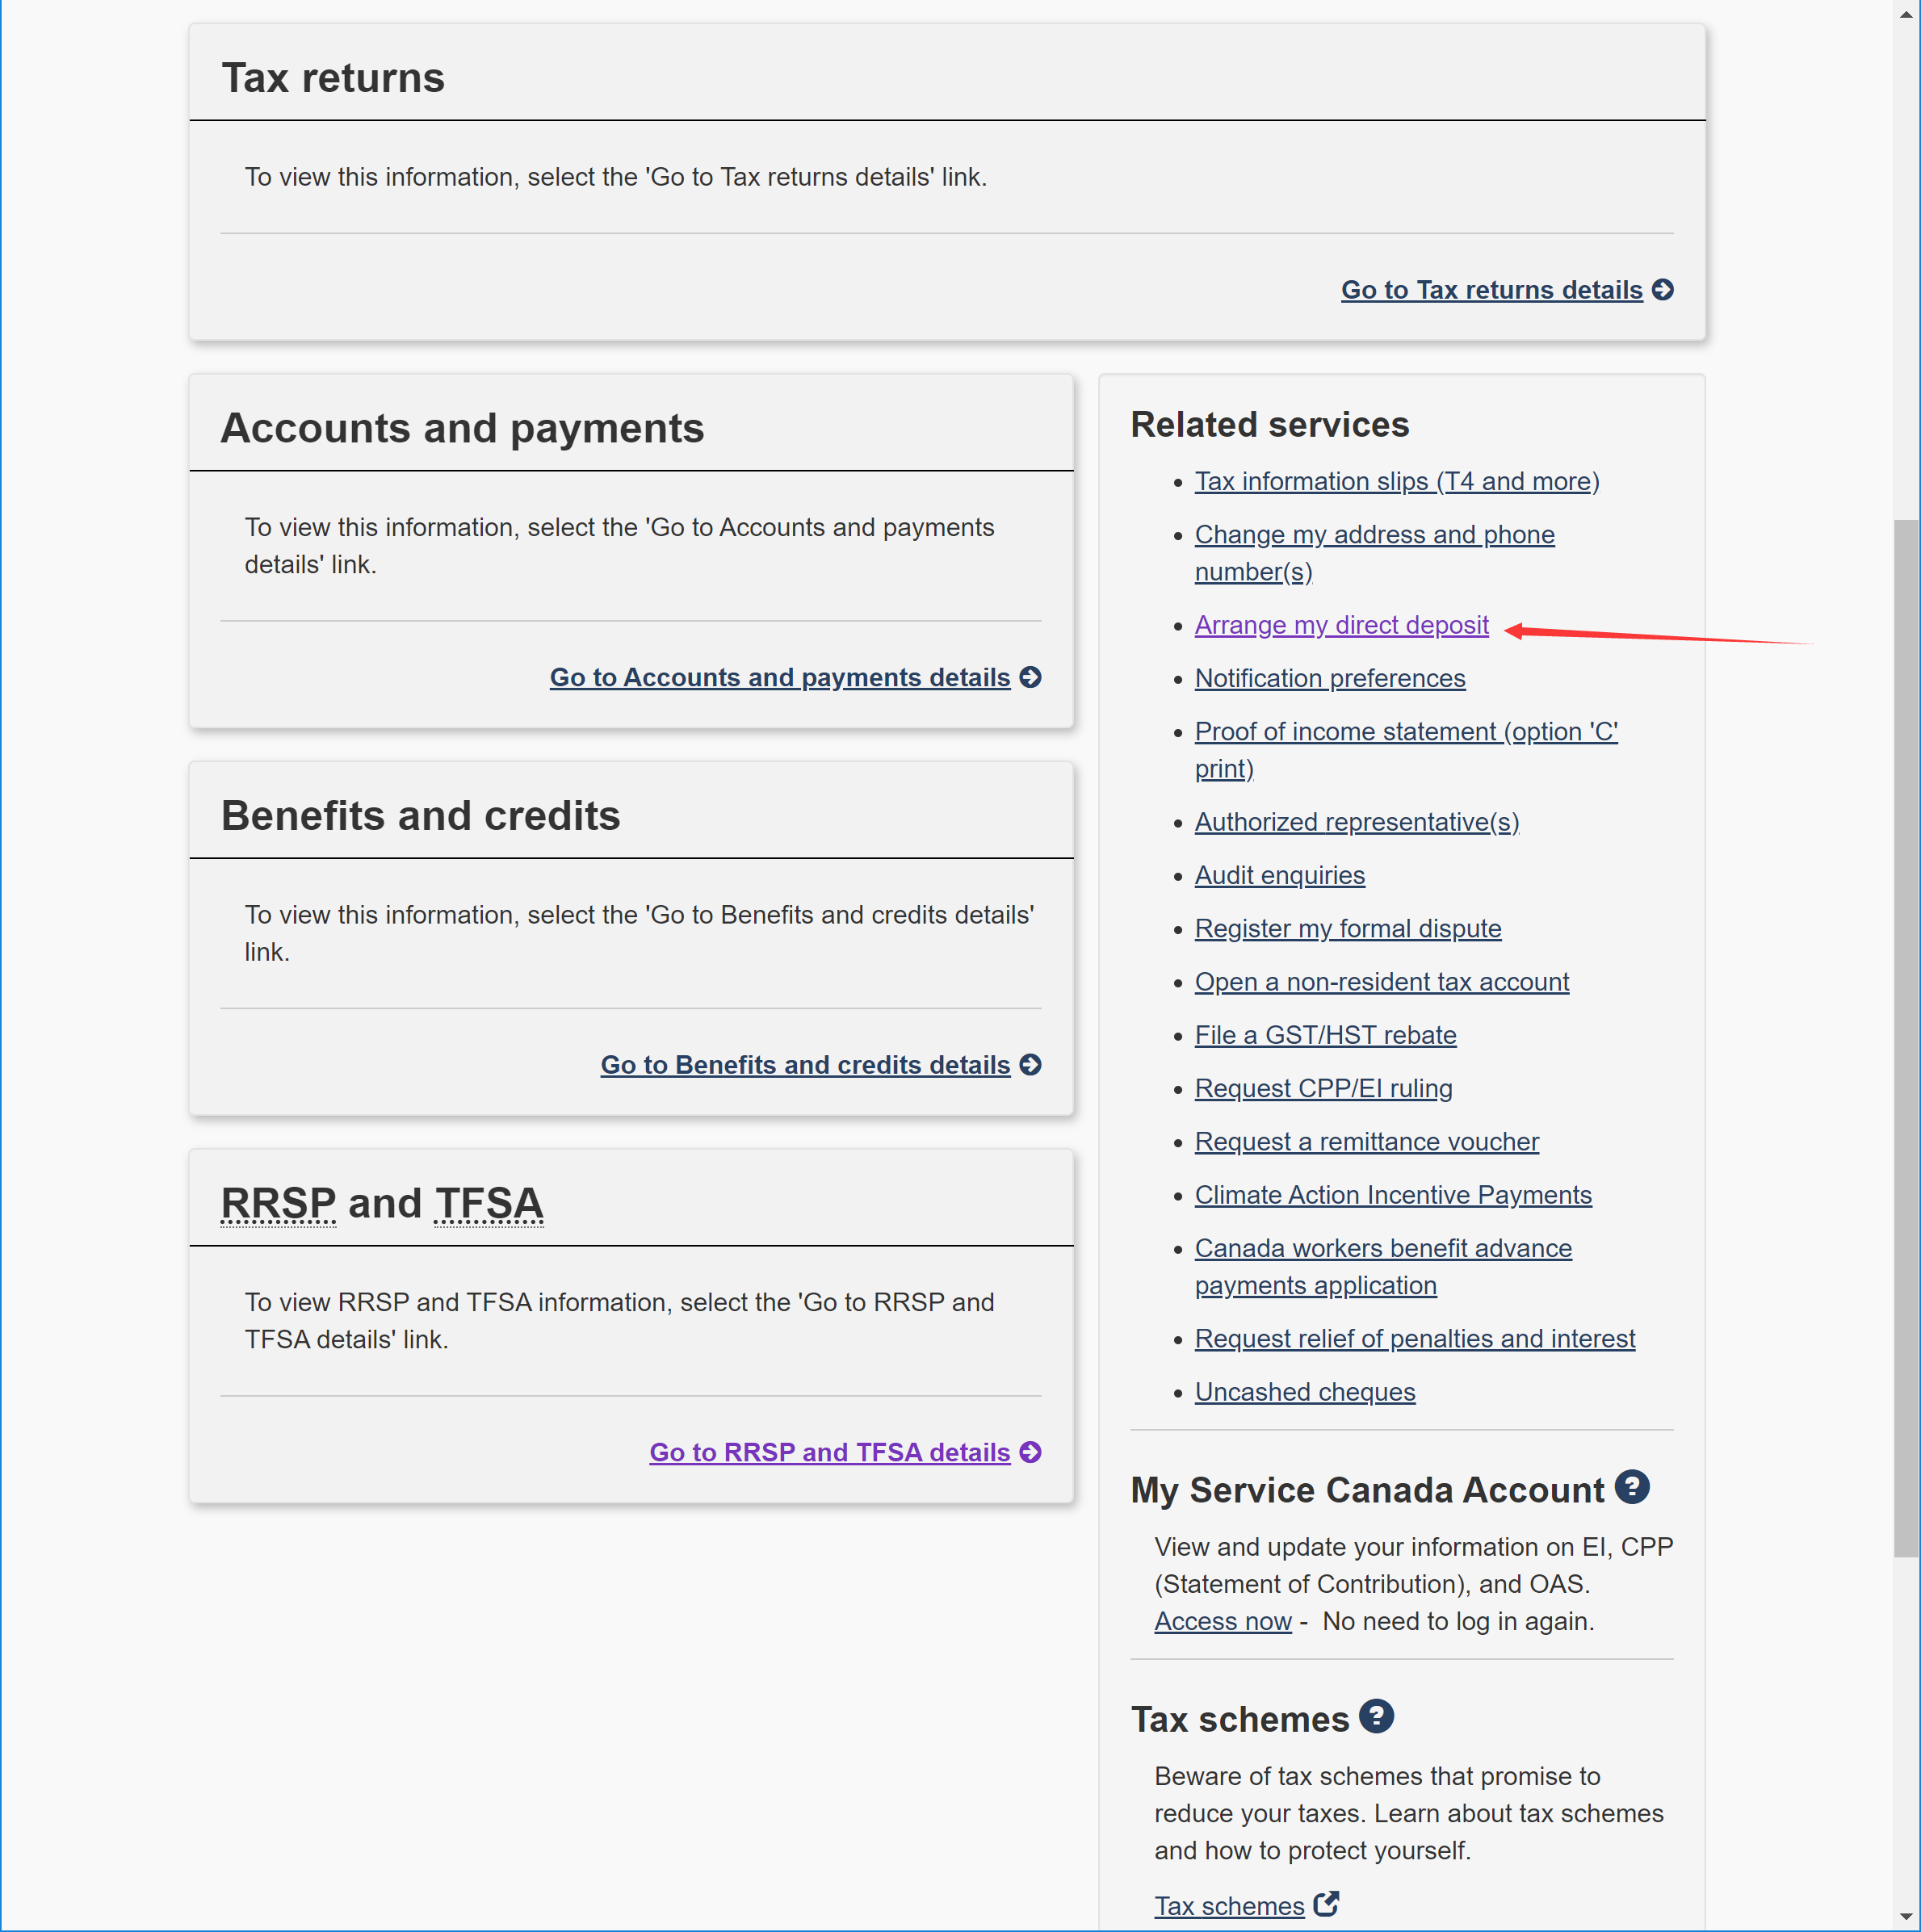 Tax returns
To view this information, select the 'Go to Tax returns details' link.
Go to Tax returns details
Accounts and payments
To view this information, select the 'Go to Accounts and payments
details' link.
Go to Accounts and payments details
Benefits and credits
To view this information, select the 'Go to Benefits and credits details'
link.
Go to Benefits and credits details
RRSP and TFSA
To view RRSP and TFSA information, select the 'Go to RRSP and
TFSA details' link.
Go to RRSP and TFSA details
Related services
Tax information slips (T4 and more)
Change my address and phone
number(s)
Arrange my direct deposit
Notification preferences
Proof of income statement (option 'C'
print)
Authorized representative(s)
Audit enquiries
Register my formal dispute
Open a non-resident tax account
File a GST/HST rebate
Request CPP/EI ruling
Request a remittance voucher
Climate Action Incentive Payments
Canada workers benefit advance
payments application
Request relief of penalties and interest
Uncashed cheques
My Service Canada Account ?
View and update your information on EI, CPP
(Statement of Contribution), and OAS.
Access now - No need to log in again.
Tax schemes ?
Beware of tax schemes that promise to
reduce your taxes. Learn about tax schemes
and how to protect yourself.
Tax schemes